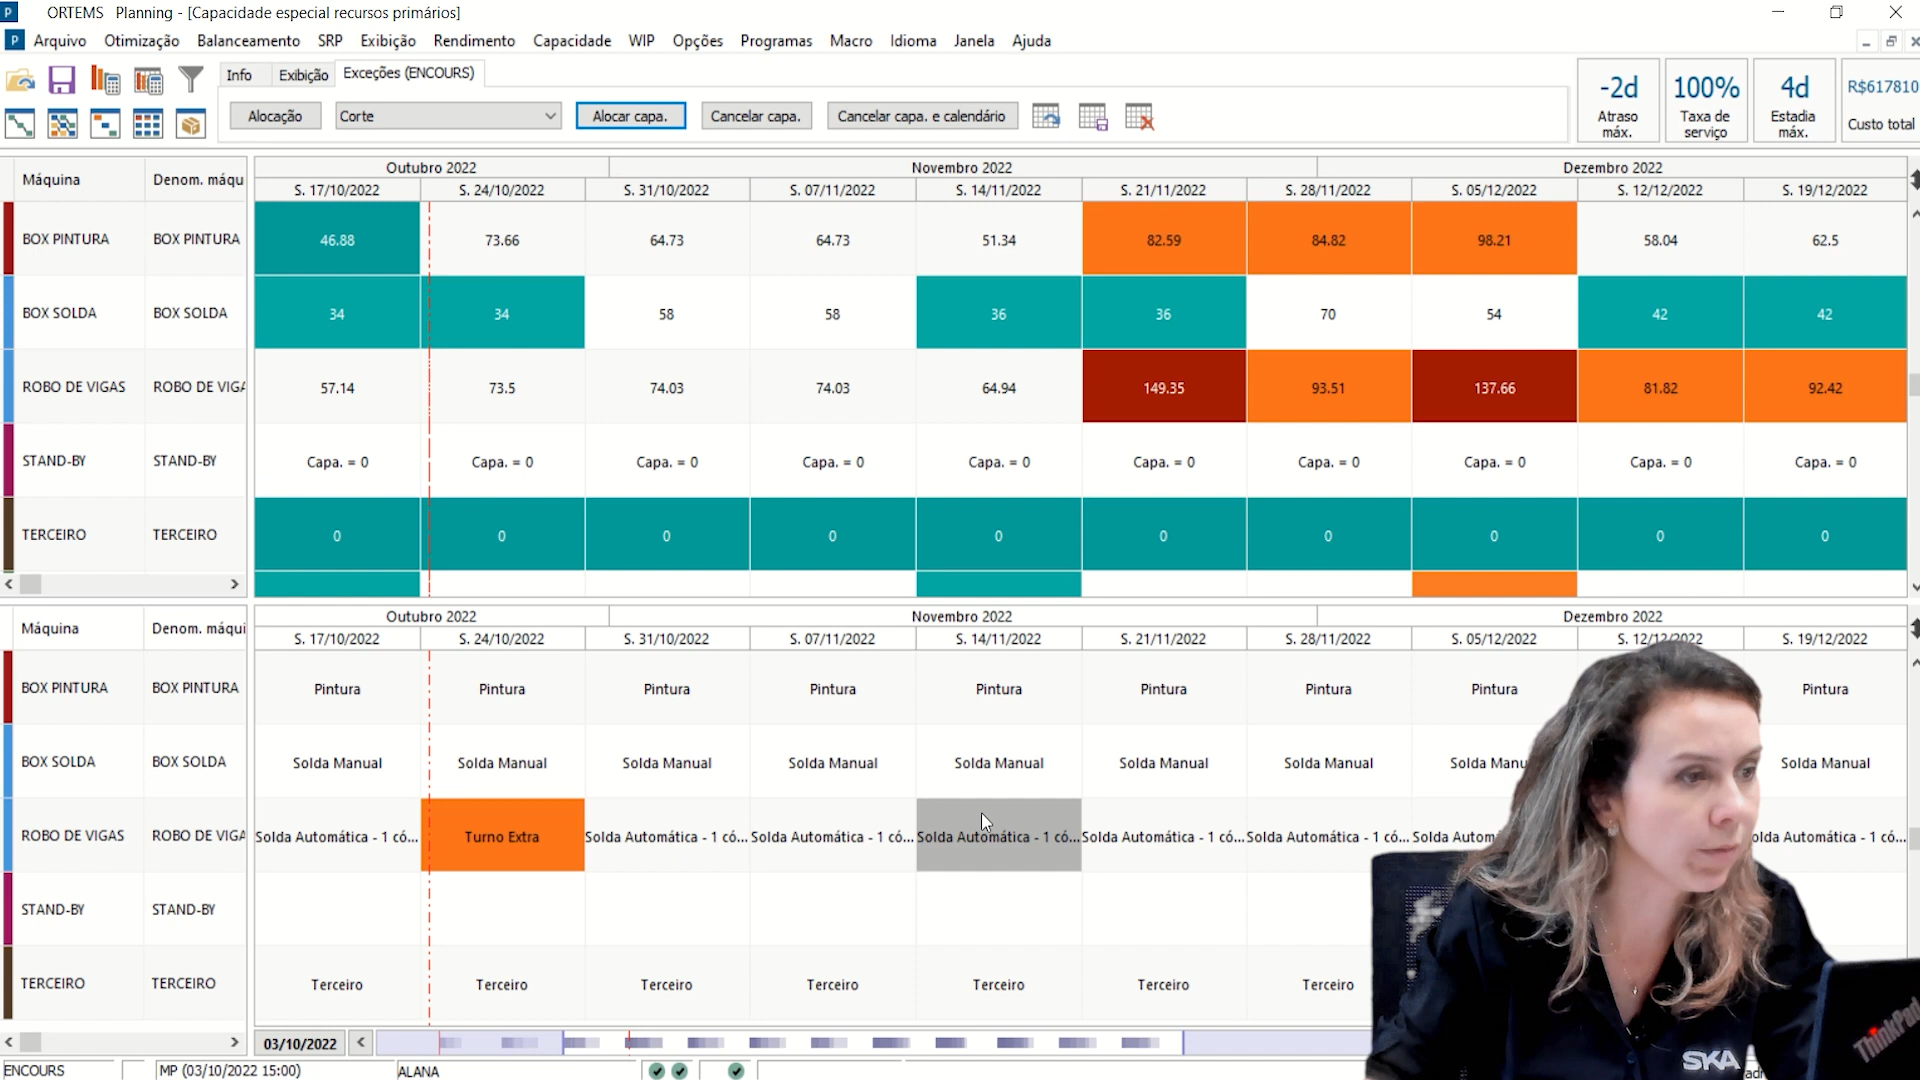 ORTEMS Planning - [Capacidade especial recursos primários]
Arquivo Otimização Balanceamento SRP Exibição Rendimento Capacidade WIP Opções Programas Macro Idioma Janela Ajuda
Info Exibição Exceções (ENCOURS)
Alocação Corte Alocar capa. Cancelar capa. Cancelar capa. e calendário
-2d Atraso máx.
100% Taxa de serviço
4d Estadia máx.
R$617810 Custo total
Máquina Denom. máqu Outubro 2022 Novembro 2022 Dezembro 2022
S. 17/10/2022 S. 24/10/2022 S. 31/10/2022 S. 07/11/2022 S. 14/11/2022 S. 21/11/2022 S. 28/11/2022 S. 05/12/2022 S. 12/12/2022 S. 19/12/2022
BOX PINTURA BOX PINTURA 46.88 73.66 64.73 64.73 51.34 82.59 84.82 98.21 58.04 62.5
BOX SOLDA BOX SOLDA 34 34 58 58 36 36 70 54 42 42
ROBO DE VIGAS ROBO DE VIGA 57.14 73.5 74.03 74.03 64.94 149.35 93.51 137.66 81.82 92.42
STAND-BY STAND-BY Capa. = 0 Capa. = 0 Capa. = 0 Capa. = 0 Capa. = 0 Capa. = 0 Capa. = 0 Capa. = 0 Capa. = 0 Capa. = 0
TERCEIRO TERCEIRO 0 0 0 0 0 0 0 0 0 0
Máquina Denom. máqui Outubro 2022 Novembro 2022 Dezembro 2022
S. 17/10/2022 S. 24/10/2022 S. 31/10/2022 S. 07/11/2022 S. 14/11/2022 S. 21/11/2022 S. 28/11/2022 S. 05/12/2022 S. 12/12/2022 S. 19/12/2022
BOX PINTURA BOX PINTURA Pintura Pintura Pintura Pintura Pintura Pintura Pintura Pintura Pintura
BOX SOLDA BOX SOLDA Solda Manual Solda Manual Solda Manual Solda Manual Solda Manual Solda Manual Solda Manual Solda Manu Solda Manual
ROBO DE VIGAS ROBO DE VIGA Solda Automática - 1 có... Turno Extra Solda Automática - 1 có... Solda Automática - 1 có... Solda Automática - 1 có... Solda Automática - 1 có... Solda Automática - 1 có... Solda Autom olda Automática - 1 có...
STAND-BY STAND-BY
TERCEIRO TERCEIRO Terceiro Terceiro Terceiro Terceiro Terceiro Terceiro Terceiro
03/10/2022
ENCOURS MP (03/10/2022 15:00) ALANA
SKA
ThinkPad